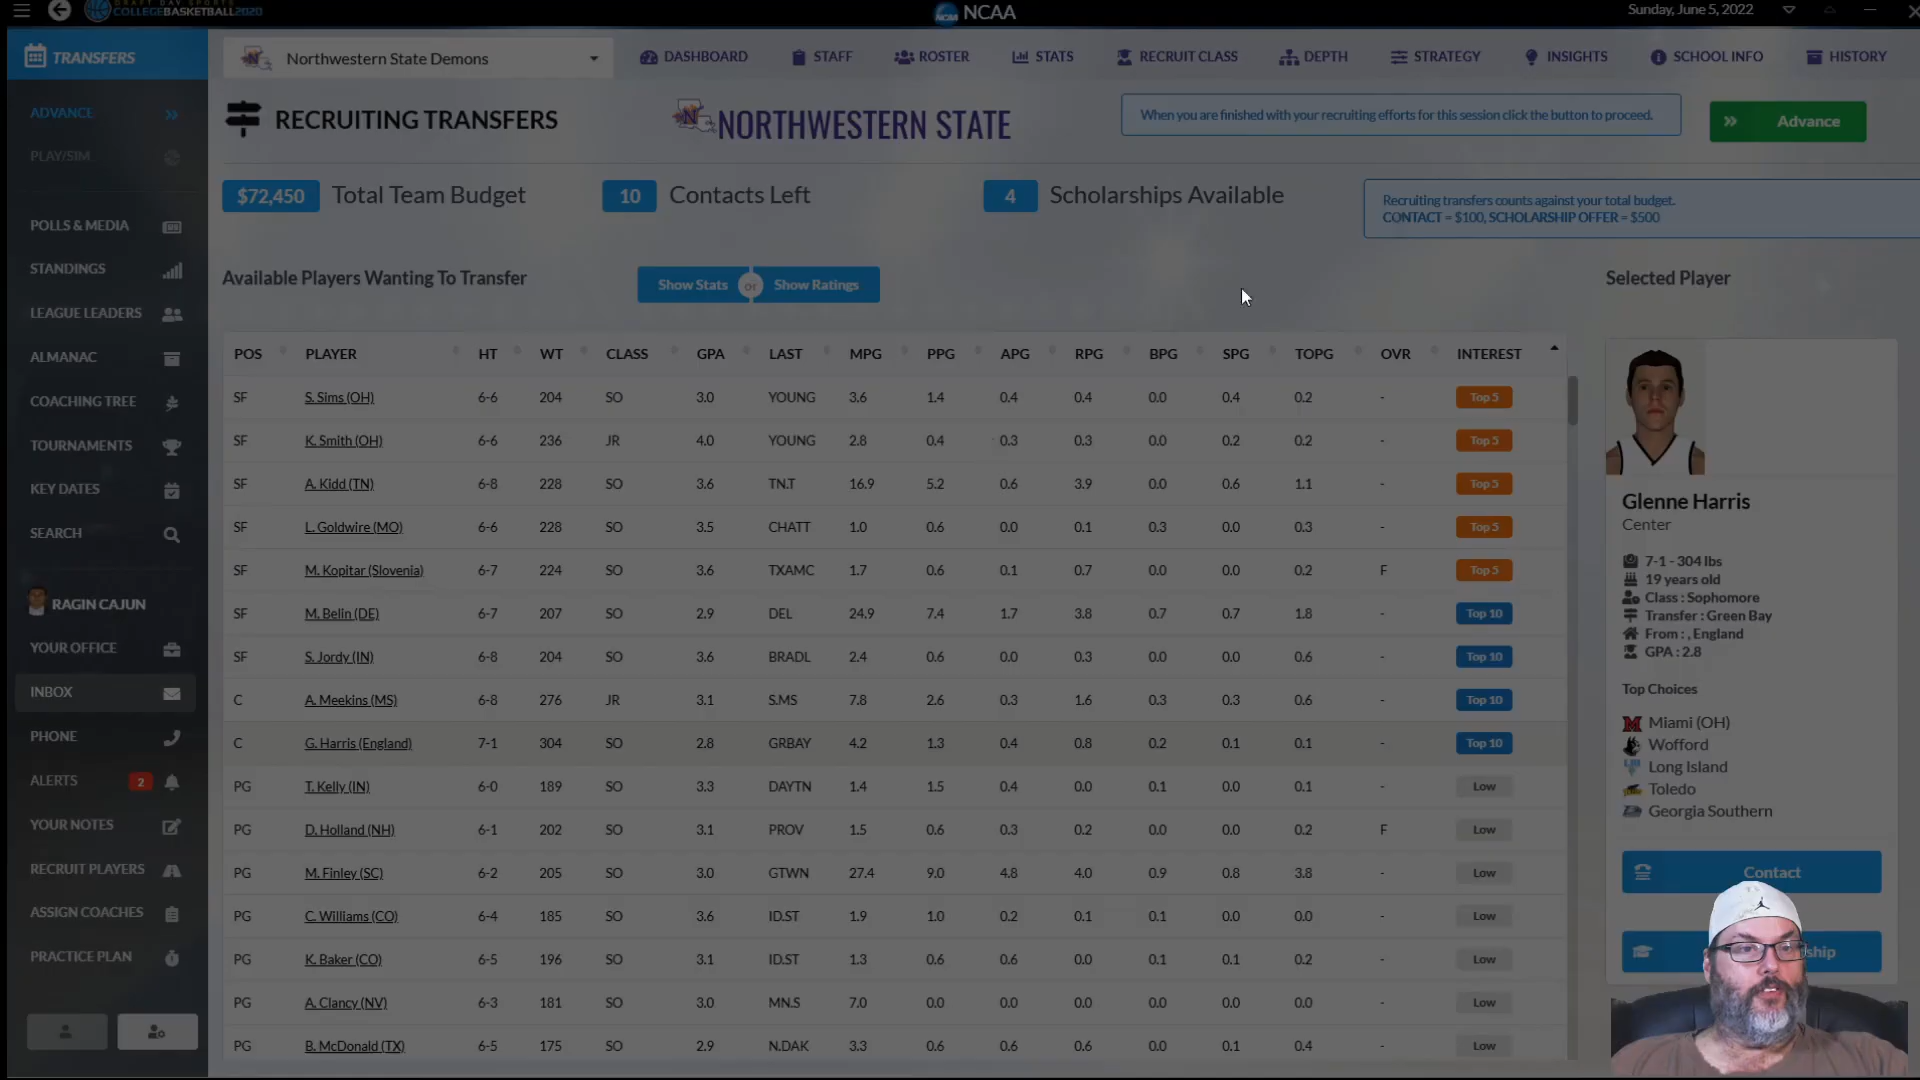 DRAFT DAY SPORTS
COLLEGEBASKETBALL2020
NCAA
Sunday, June 5, 2022
TRANSFERS
Northwestern State Demons
DASHBOARD
STAFF
ROSTER
STATS
RECRUIT CLASS
DEPTH
STRATEGY
INSIGHTS
SCHOOL INFO
HISTORY
ADVANCE
PLAY/SIM
POLLS & MEDIA
STANDINGS
LEAGUE LEADERS
ALMANAC
COACHING TREE
TOURNAMENTS
KEY DATES
SEARCH
RAGIN CAJUN
YOUR OFFICE
INBOX
PHONE
ALERTS 2
YOUR NOTES
RECRUIT PLAYERS
ASSIGN COACHES
PRACTICE PLAN
RECRUITING TRANSFERS
NORTHWESTERN STATE
When you are finished with your recruiting efforts for this session click the button to proceed.
Advance
$72,450 Total Team Budget
10 Contacts Left
4 Scholarships Available
Recruiting transfers counts against your total budget.
CONTACT = $100, SCHOLARSHIP OFFER = $500
Available Players Wanting To Transfer
Show Stats or Show Ratings
POS PLAYER HT WT CLASS GPA LAST MPG PPG APG RPG BPG SPG TOPG OVR INTEREST
SF S. Sims (OH) 6-6 204 SO 3.0 YOUNG 3.6 1.4 0.4 0.4 0.0 0.4 0.2 - Top 5
SF K. Smith (OH) 6-6 236 JR 4.0 YOUNG 2.8 0.4 0.3 0.3 0.0 0.2 0.2 - Top 5
SF A. Kidd (TN) 6-8 228 SO 3.6 TN.T 16.9 5.2 0.6 3.9 0.0 0.6 1.1 - Top 5
SF L. Goldwire (MO) 6-6 228 SO 3.5 CHATT 1.0 0.6 0.0 0.1 0.3 0.0 0.3 - Top 5
SF M. Kopitar (Slovenia) 6-7 224 SO 3.6 TXAMC 1.7 0.6 0.1 0.7 0.0 0.0 0.2 F Top 5
SF M. Belin (DE) 6-7 207 SO 2.9 DEL 24.9 7.4 1.7 3.8 0.7 0.7 1.8 - Top 10
SF S. Jordy (IN) 6-8 204 SO 3.6 BRADL 2.4 0.6 0.0 0.3 0.0 0.0 0.6 - Top 10
C A. Meekins (MS) 6-8 276 JR 3.1 S.MS 7.8 2.6 0.3 1.6 0.3 0.3 0.6 - Top 10
C G. Harris (England) 7-1 304 SO 2.8 GRBAY 4.2 1.3 0.4 0.8 0.2 0.1 0.1 - Top 10
PG T. Kelly (IN) 6-0 189 SO 3.3 DAYTN 1.4 1.5 0.4 0.0 0.1 0.0 0.1 - Low
PG D. Holland (NH) 6-1 202 SO 3.1 PROV 1.5 0.6 0.3 0.2 0.0 0.0 0.2 F Low
PG M. Finley (SC) 6-2 205 SO 3.0 GTWN 27.4 9.0 4.8 4.0 0.9 0.8 3.8 - Low
PG C. Williams (CO) 6-4 185 SO 3.6 ID.ST 1.9 1.0 0.2 0.1 0.1 0.0 0.0 - Low
PG K. Baker (CO) 6-5 196 SO 3.1 ID.ST 1.3 0.6 0.6 0.0 0.1 0.1 0.2 - Low
PG A. Clancy (NV) 6-3 181 SO 3.0 MN.S 7.0 0.0 0.0 0.0 0.0 0.0 0.0 - Low
PG B. McDonald (TX) 6-5 175 SO 2.9 N.DAK 3.3 0.6 0.6 0.6 0.0 0.1 0.4 - Low
Selected Player
Glenne Harris
Center
7-1 - 304 lbs
19 years old
Class : Sophomore
Transfer : Green Bay
From : , England
GPA : 2.8
Top Choices
Miami (OH)
Wofford
Long Island
Toledo
Georgia Southern
Contact
ship